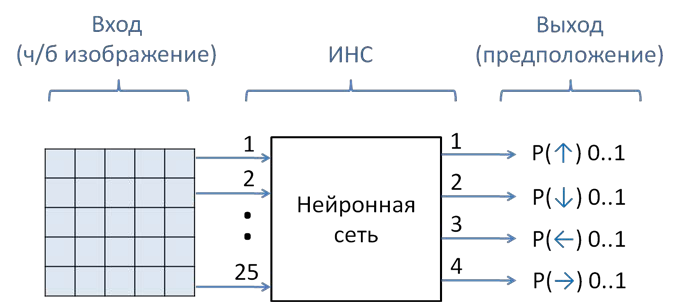 Вход
(ч/б изображение)
ИНС
Выход
(предположение)
1
2
25
Нейронная
сеть
1
2
3
4
P(↑) 0..1
P(↓) 0..1
P(←) 0..1
P(→) 0..1